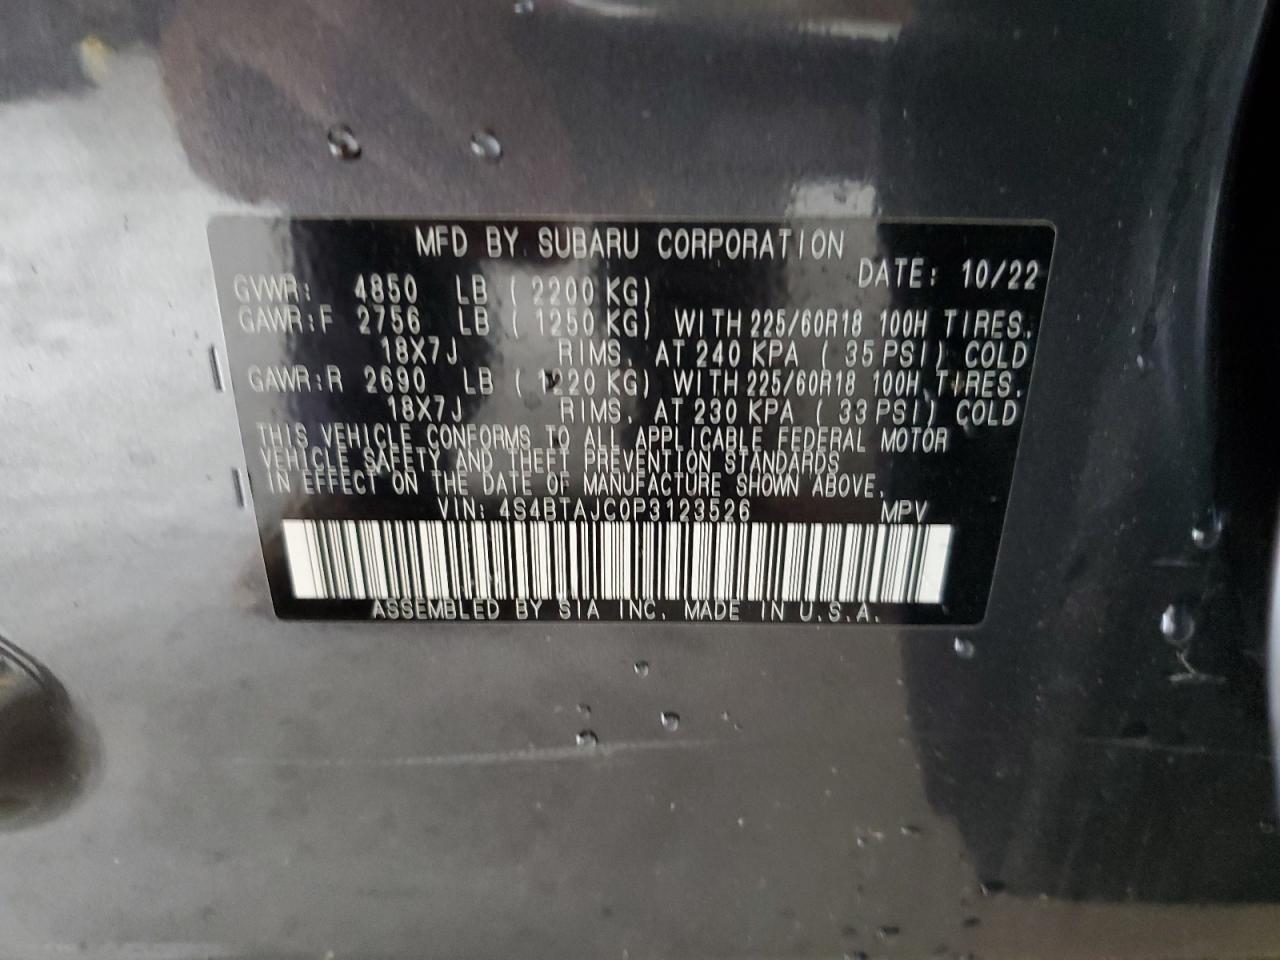 MFD BY SUBARU CORPORATION
DATE: 10/22
GVWR: 4850 LB ( 2200 KG)
GAWR:F 2756 LB ( 1250 KG) WITH 225/60R18 100H TIRES,
18X7J RIMS, AT 240 KPA ( 35 PSI) COLD
GAWR:R 2690 LB ( 1220 KG) WITH 225/60R18 100H, TIRES,
18X7J RIMS, AT 230 KPA ( 33 PSI) COLD
THIS VEHICLE CONFORMS TO ALL APPLICABLE FEDERAL MOTOR
VEHICLE SAFETY AND THEFT PREVENTION STANDARDS
IN EFFECT ON THE DATE OF MANUFACTURE SHOWN ABOVE.
VIN: 4S4BTAJC0P3123526 MPV
ASSEMBLED BY SIA INC. MADE IN U.S.A.